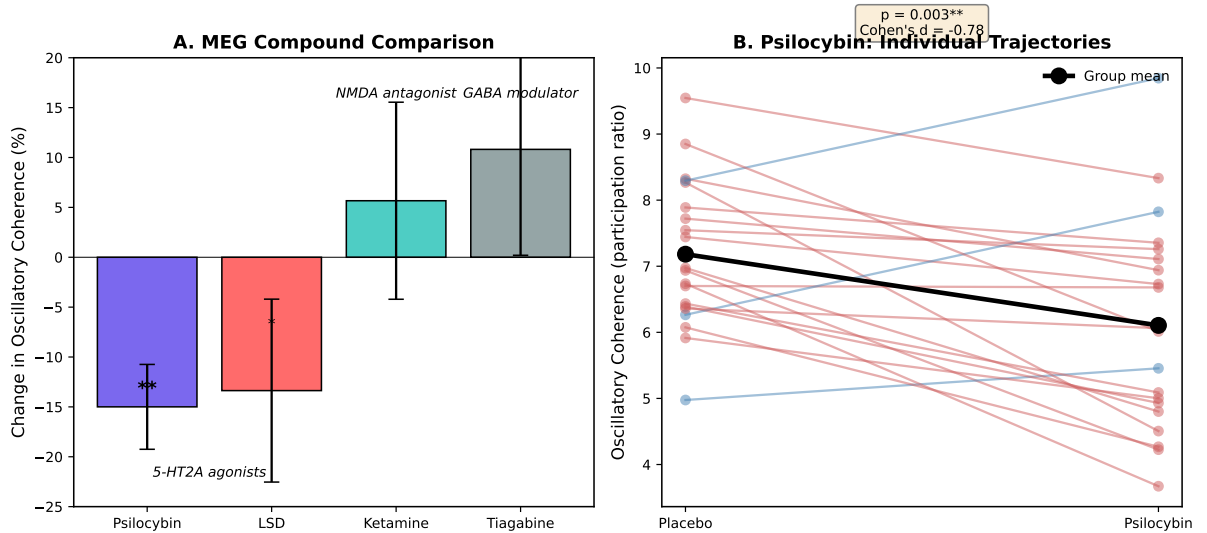 p = 0.003**
Cohen's d = -0.78
A. MEG Compound Comparison
Change in Oscillatory Coherence (%)
20
15
10
5
0
−5
−10
−15
−20
−25
NMDA antagonist
GABA modulator
**
*
5-HT2A agonists
Psilocybin
LSD
Ketamine
Tiagabine
B. Psilocybin: Individual Trajectories
Oscillatory Coherence (participation ratio)
10
9
8
7
6
5
4
Group mean
Placebo
Psilocybin